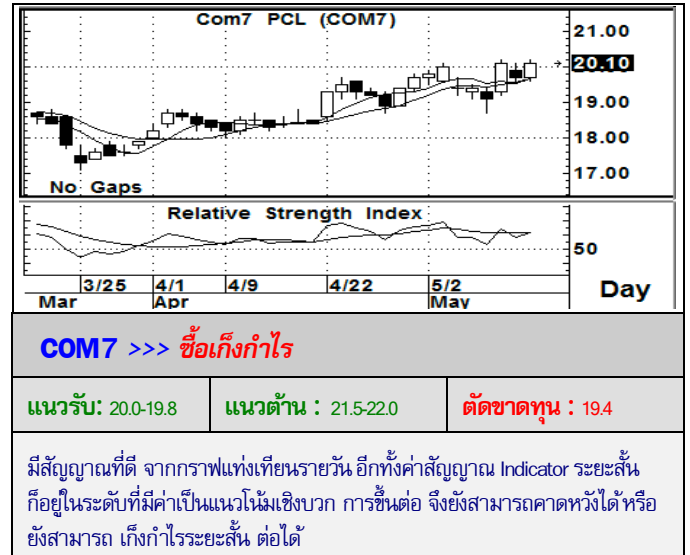 Com7 PCL (COM7)
21.00
20.10
19.00
18.00
17.00
No Gaps
Relative Strength Index
50
3/25 4/1 4/9 4/22 5/2
Mar Apr May
Day
COM7 >>> ซื้อเก็งกำไร
แนวรับ: 20.0-19.8 แนวต้าน : 21.5-22.0 ตัดขาดทุน : 19.4
มีสัญญาณที่ดี จากกราฟแท่งเทียนรายวัน อีกทั้งค่าสัญญาณ Indicator ระยะสั้น
ก็อยู่ในระดับที่มีค่าเป็นแนวโน้มเชิงบวก การขึ้นต่อ จึงยังสามารถคาดหวังได้ หรือ
ยังสามารถ เก็งกำไรระยะสั้น ต่อได้